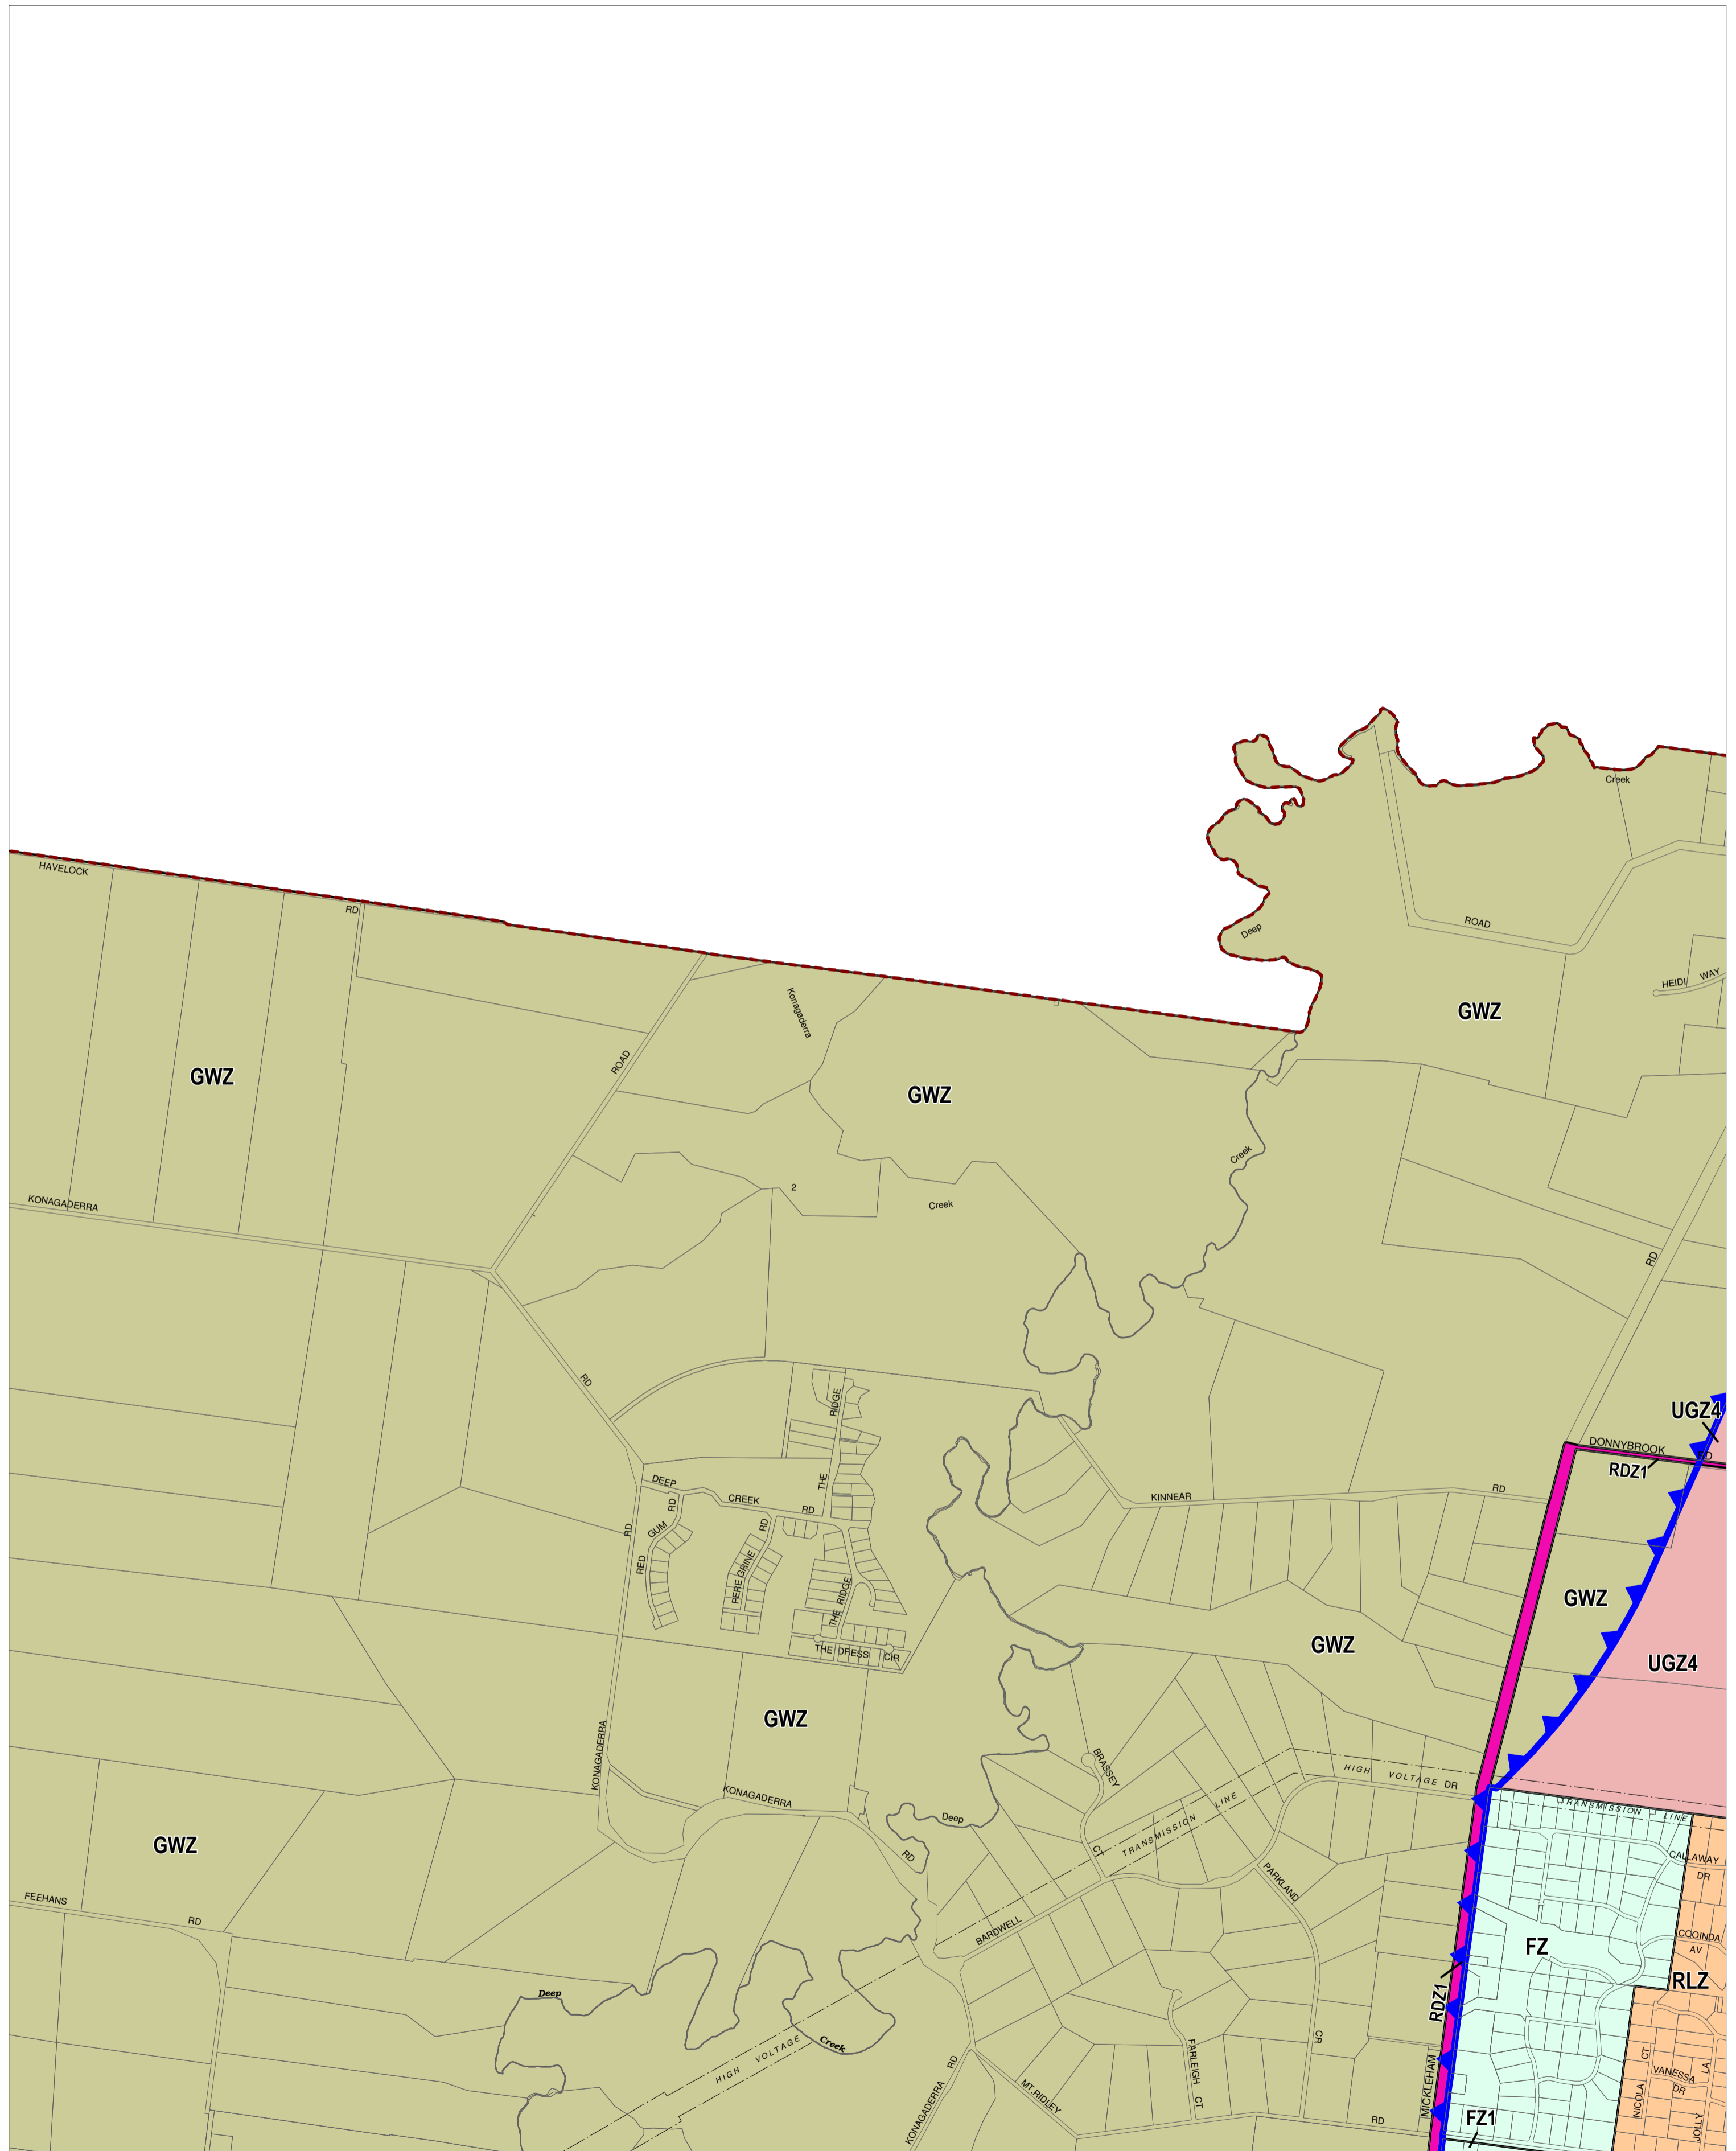 Creek
HAVELOCK
RD
ROAD
Deep
HEIDI WAY
Konagaderra
GWZ
ROAD
GWZ
GWZ
Creek
2
KONAGADERRA
Creek
RD
RD
RIDGE
UGZ4
DONNYBROOK
RD
RDZ1
THE
DEEP
CREEK
RD
KINNEAR
RD
RD
GUM
RD
RD
RED
PEREGRINE
THE RIDGE
GWZ
THE DRESS CIR
GWZ
UGZ4
GWZ
KONAGADERRA
BRASSEY
CT
HIGH VOLTAGE
DR
KONAGADERRA
RD
Deep
TRANSMISSION LINE
TRANSMISSION LINE
GWZ
CALLAWAY
DR
PARKLAND
CR
FEEHANS
RD
BARDWELL
COOINDA
AV
FZ
RLZ
RDZ1
Deep
Creek
HIGH VOLTAGE
KONAGADERRA RD
MT.RIDLEY
RD
FARLEIGH CT
MICKLEHAM
NICOLA CT
VANESSA
DR
JOLLY LA
FZ1